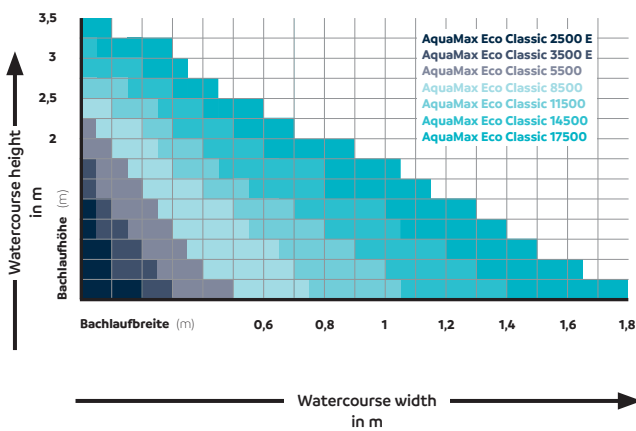 3,5
3
2,5
2
AquaMax Eco Classic 2500 E
AquaMax Eco Classic 3500 E
AquaMax Eco Classic 5500
AquaMax Eco Classic 8500
AquaMax Eco Classic 11500
AquaMax Eco Classic 14500
AquaMax Eco Classic 17500
Watercourse height
in m
Bachlaufhöhe (m)
Bachlaufbreite (m)
0,6
0,8
1
1,2
1,4
1,6
1,8
Watercourse width
in m